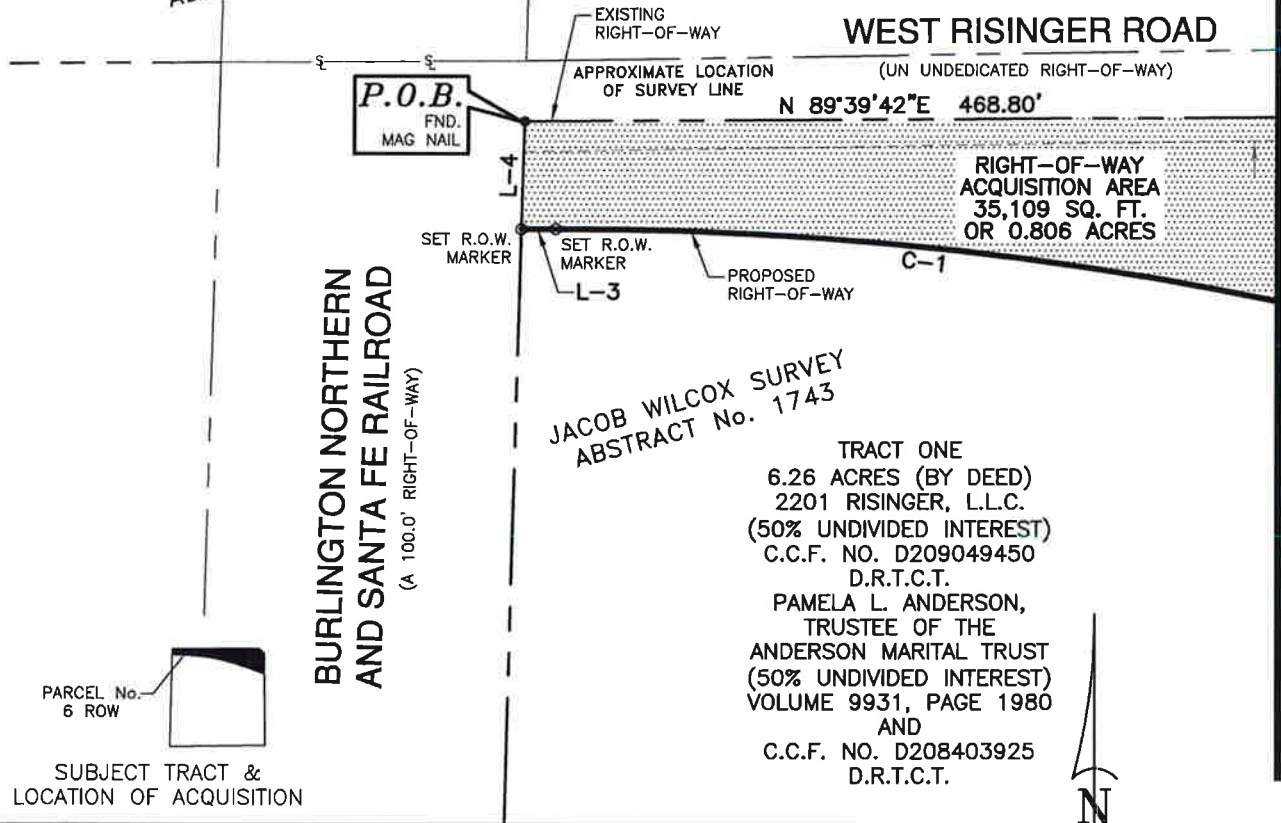 EXISTING
RIGHT-OF-WAY
WEST RISINGER ROAD
(UN UNDEDICATED RIGHT-OF-WAY)
APPROXIMATE LOCATION
OF SURVEY LINE
N 89°39'42"E 468.80'
P.O.B.
FND.
MAG NAIL
L-4
RIGHT-OF-WAY
ACQUISITION AREA
35,109 SQ. FT.
OR 0.806 ACRES
SET R.O.W.
MARKER
SET R.O.W.
MARKER
L-3
C-1
PROPOSED
RIGHT-OF-WAY
BURLINGTON NORTHERN
AND SANTA FE RAILROAD
(A 100.0' RIGHT-OF-WAY)
JACOB WILCOX SURVEY
ABSTRACT No. 1743
TRACT ONE
6.26 ACRES (BY DEED)
2201 RISINGER, L.L.C.
(50% UNDIVIDED INTEREST)
C.C.F. NO. D209049450
D.R.T.C.T.
PAMELA L. ANDERSON,
TRUSTEE OF THE
ANDERSON MARITAL TRUST
(50% UNDIVIDED INTEREST)
VOLUME 9931, PAGE 1980
AND
C.C.F. NO. D208403925
D.R.T.C.T.
PARCEL No.
6 ROW
SUBJECT TRACT &
LOCATION OF ACQUISITION
N